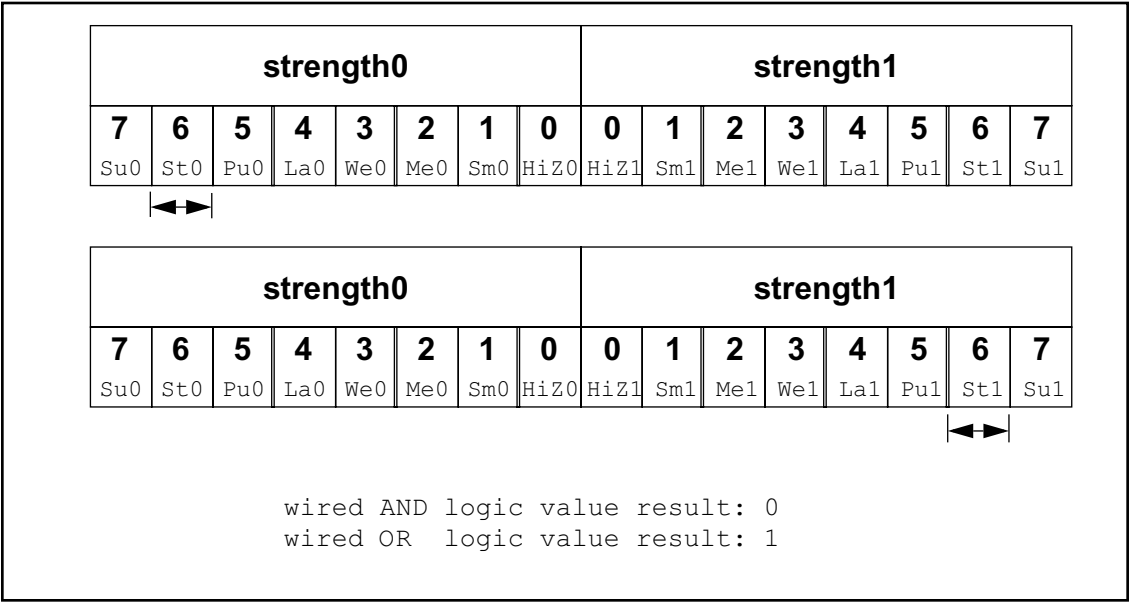 strength0 strength1
7 6 5 4 3 2 1 0 0 1 2 3 4 5 6 7
Su0 St0 Pu0 La0 We0 Me0 Sm0 HiZ0 HiZ1 Sm1 Me1 We1 La1 Pu1 St1 Su1
strength0 strength1
7 6 5 4 3 2 1 0 0 1 2 3 4 5 6 7
Su0 St0 Pu0 La0 We0 Me0 Sm0 HiZ0 HiZ1 Sm1 Me1 We1 La1 Pu1 St1 Su1
wired AND logic value result: 0
wired OR  logic value result: 1